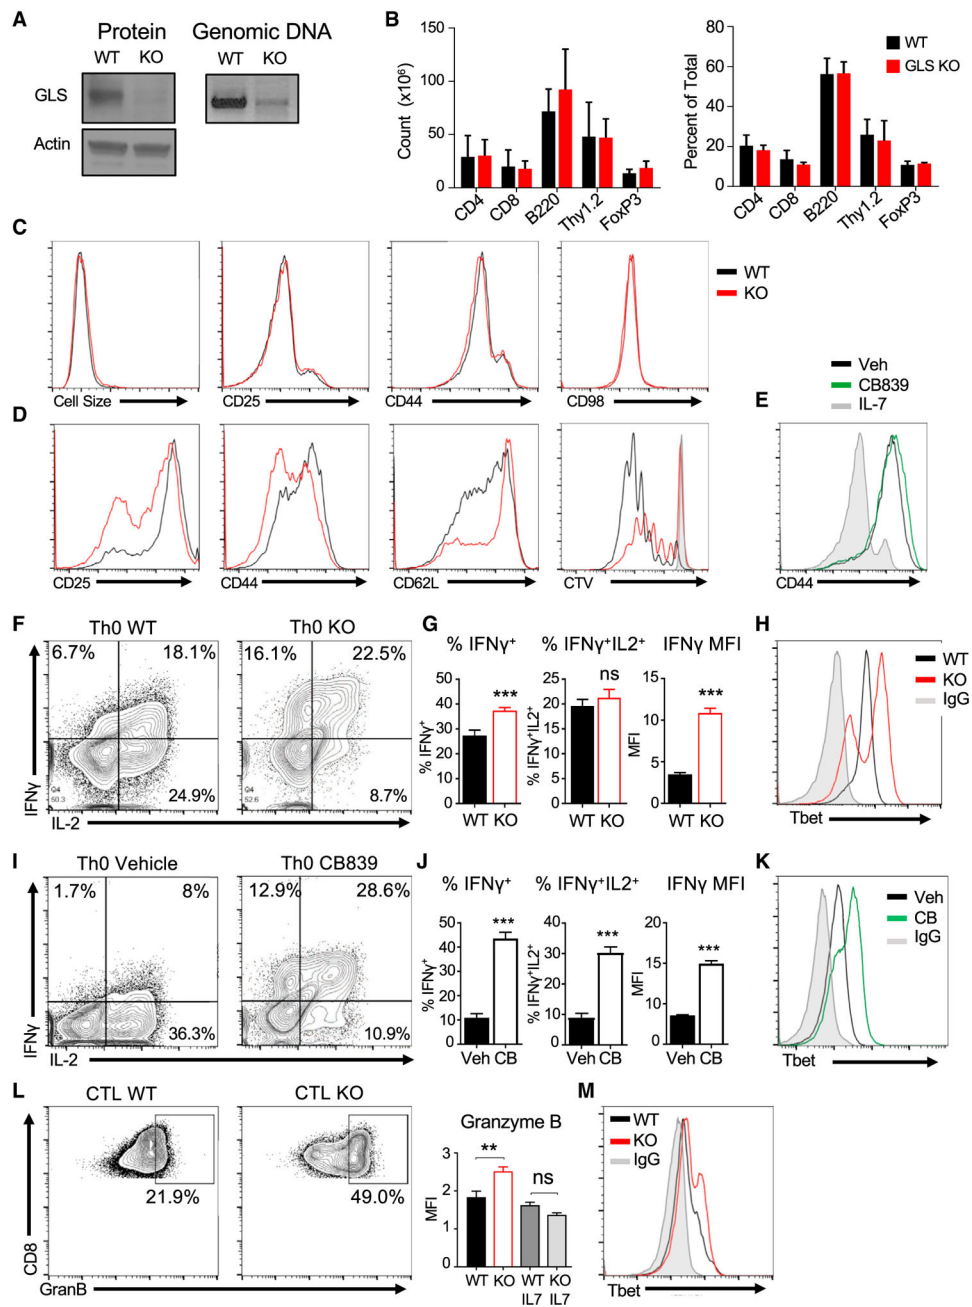 A
Protein
Genomic DNA
WT KO
WT KO
GLS
Actin
B
Count (x10⁶)
150
100
50
0
CD4
CD8
B220
Thy1.2
FoxP3
Percent of Total
80
60
40
20
0
CD4
CD8
B220
Thy1.2
FoxP3
WT
GLS KO
C
Cell Size
CD25
CD44
CD98
WT
KO
D
CD25
CD44
CD62L
CTV
Veh
CB839
IL-7
E
CD44
F
Th0 WT
Th0 KO
6.7% 18.1%
16.1% 22.5%
24.9%
8.7%
Q4
50.3
Q4
52.6
IFNγ
IL-2
G
% IFNγ⁺
% IFNγ⁺IL2⁺
IFNγ MFI
***
ns
***
% IFNγ⁺
50
40
30
20
10
0
WT KO
% IFNγ⁺IL2⁺
30
20
10
0
WT KO
MFI
15
10
5
0
WT KO
H
WT
KO
IgG
Tbet
I
Th0 Vehicle
Th0 CB839
1.7% 8%
12.9% 28.6%
36.3%
10.9%
IFNγ
IL-2
J
% IFNγ⁺
% IFNγ⁺IL2⁺
IFNγ MFI
***
***
***
% IFNγ⁺
50
40
30
20
10
0
Veh CB
% IFNγ⁺IL2⁺
40
30
20
10
0
Veh CB
MFI
20
15
10
5
0
Veh CB
K
Veh
CB
IgG
Tbet
L
CTL WT
CTL KO
21.9%
49.0%
CD8
GranB
Granzyme B
**
ns
MFI
3
2
1
0
WT KO WT KO
IL7 IL7
M
WT
KO
IgG
Tbet